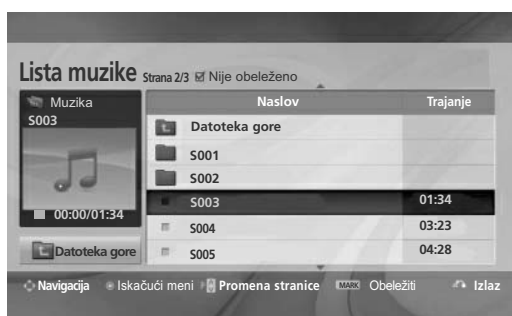 Lista muzike Strana 2/3 Nije obeleženo
Muzika
S003
00:00/01:34
Datoteka gore
Naslov Trajanje
Datoteka gore
S001
S002
S003 01:34
S004 03:23
S005 04:28
Navigacija Iskačući meni Promena stranice MARK Obeležiti Izlaz